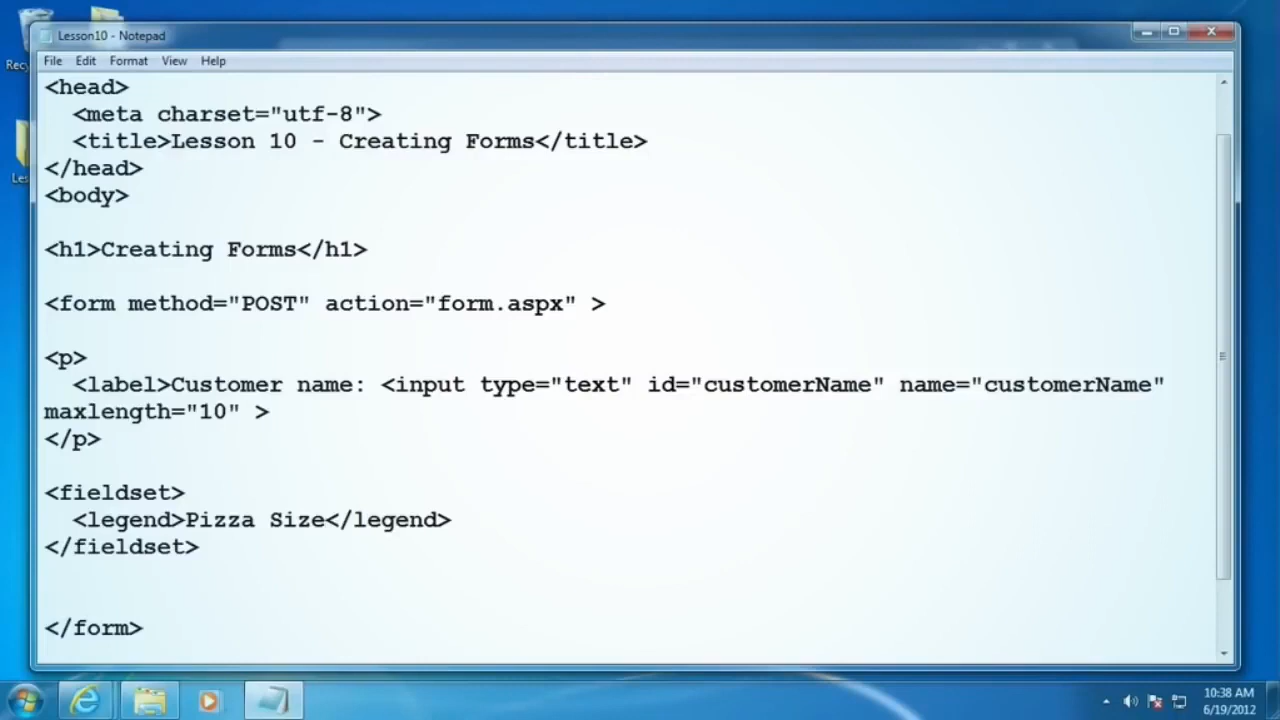 Recy
Les
Lesson10 - Notepad
File Edit Format View Help
<head>
  <meta charset="utf-8">
  <title>Lesson 10 - Creating Forms</title>
</head>
<body>

<h1>Creating Forms</h1>

<form method="POST" action="form.aspx" >

<p>
  <label>Customer name: <input type="text" id="customerName" name="customerName"
maxlength="10" >
</p>

<fieldset>
  <legend>Pizza Size</legend>
</fieldset>

</form>
10:38 AM
6/19/2012